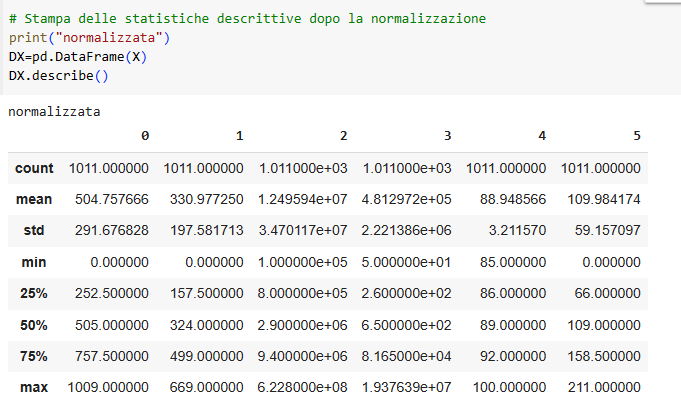 # Stampa delle statistiche descrittive dopo la normalizzazione
print("normalizzata")
DX=pd.DataFrame(X)
DX.describe()
normalizzata
0 1 2 3 4 5
count 1011.000000 1011.000000 1.011000e+03 1.011000e+03 1011.000000 1011.000000
mean 504.757666 330.977250 1.249594e+07 4.812972e+05 88.948566 109.984174
std 291.676828 197.581713 3.470117e+07 2.221386e+06 3.211570 59.157097
min 0.000000 0.000000 1.000000e+05 5.000000e+01 85.000000 0.000000
25% 252.500000 157.500000 8.000000e+05 2.600000e+02 86.000000 66.000000
50% 505.000000 324.000000 2.900000e+06 6.500000e+02 89.000000 109.000000
75% 757.500000 499.000000 9.400000e+06 8.165000e+04 92.000000 158.500000
max 1009.000000 669.000000 6.228000e+08 1.937639e+07 100.000000 211.000000